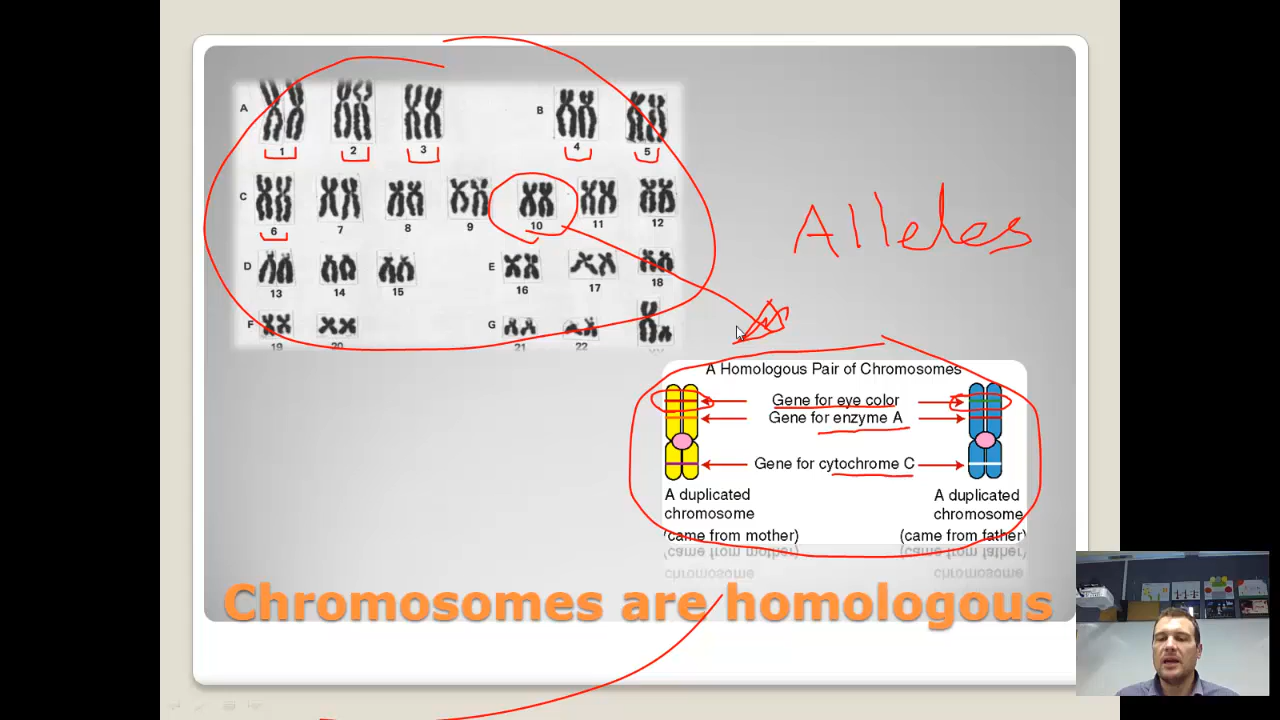 A
B
1
2
3
4
5
C
6
7
8
9
10
11
12
D
E
13
14
15
16
17
18
F
G
19
20
21
22
Alleles
A Homologous Pair of Chromosomes
Gene for eye color
Gene for enzyme A
Gene for cytochrome C
A duplicated
chromosome
(came from mother)
A duplicated
chromosome
(came from father)
Chromosomes are homologous